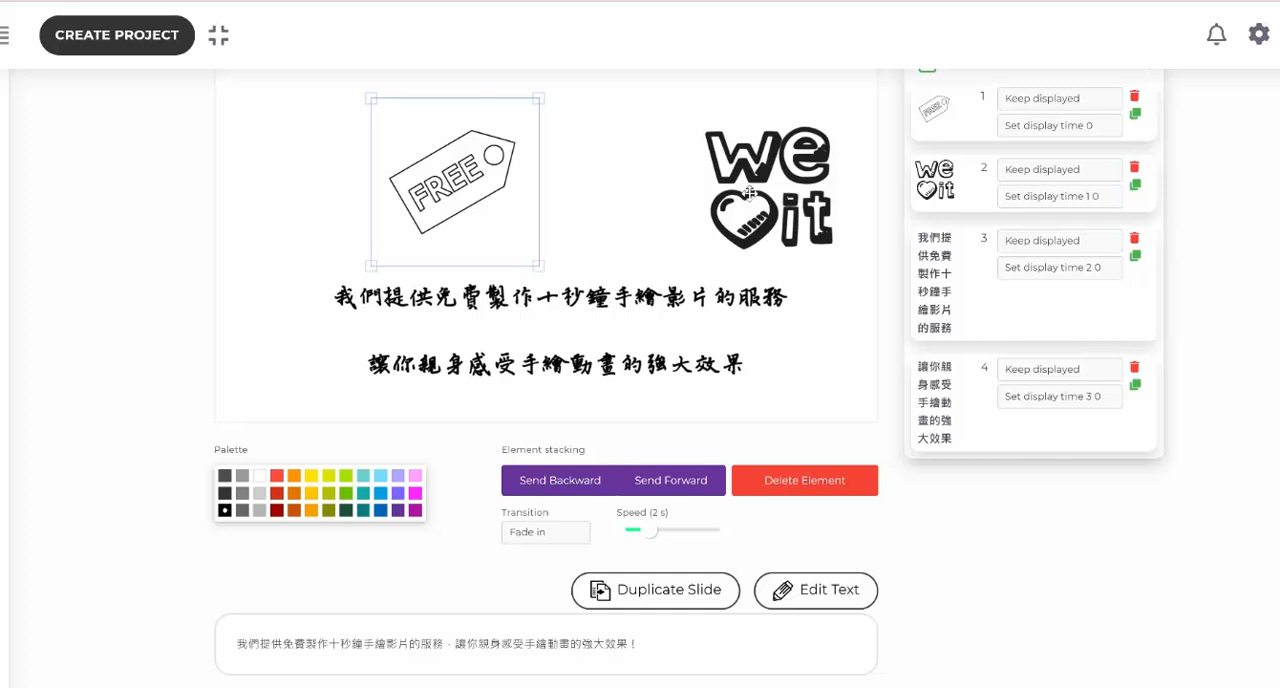 CREATE PROJECT
FREE
we
it
我們提供免費製作十秒鐘手繪影片的服務
讓你親身感受手繪動畫的強大效果
FREE
1
Keep displayed
Set display time 0
we
it
2
Keep displayed
Set display time 1 0
我們提
供免費
製作十
秒鐘手
繪影片
的服務
3
Keep displayed
Set display time 2 0
讓你親
身感受
手繪動
畫的強
大效果
4
Keep displayed
Set display time 3 0
Palette
Element stacking
Send Backward
Send Forward
Delete Element
Transition
Speed (2 s)
Fade in
Duplicate Slide
Edit Text
我們提供免費製作十秒鐘手繪影片的服務，讓你親身感受手繪動畫的強大效果！